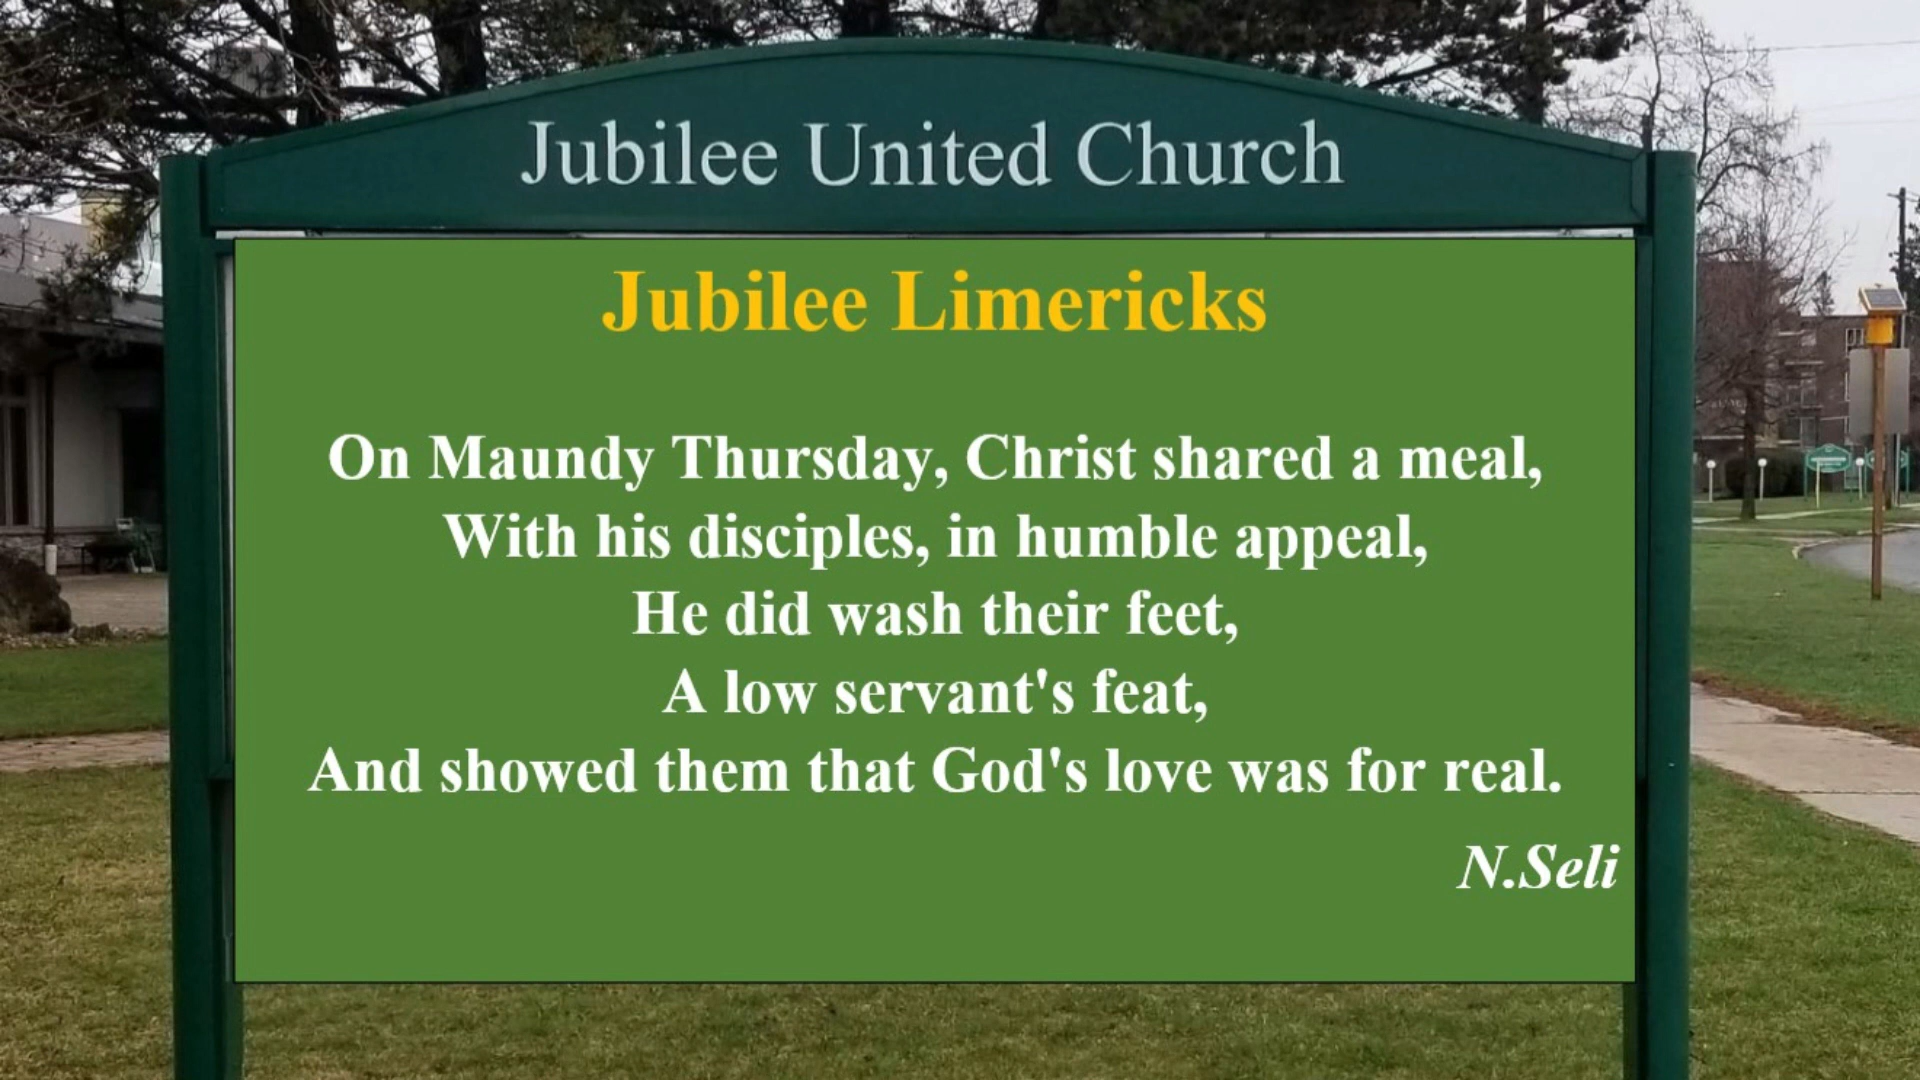 Jubilee United Church
Jubilee Limericks
On Maundy Thursday, Christ shared a meal,
With his disciples, in humble appeal,
He did wash their feet,
A low servant's feat,
And showed them that God's love was for real.
N.Seli